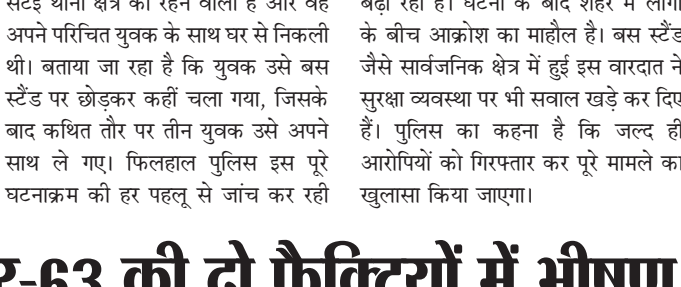 सटई थाना क्षेत्र की रहने वाली है और वह
अपने परिचित युवक के साथ घर से निकली
थी। बताया जा रहा है कि युवक उसे बस
स्टैंड पर छोड़कर कहीं चला गया, जिसके
बाद कथित तौर पर तीन युवक उसे अपने
साथ ले गए। फिलहाल पुलिस इस पूरे
घटनाक्रम की हर पहलू से जांच कर रही
बढ़ा रहा है। घटना के बाद शहर में लोगों
के बीच आक्रोश का माहौल है। बस स्टैंड
जैसे सार्वजनिक क्षेत्र में हुई इस वारदात ने
सुरक्षा व्यवस्था पर भी सवाल खड़े कर दिए
हैं। पुलिस का कहना है कि जल्द ही
आरोपियों को गिरफ्तार कर पूरे मामले का
खुलासा किया जाएगा।
र-63 की दो फैक्ट्रियों में भीषण